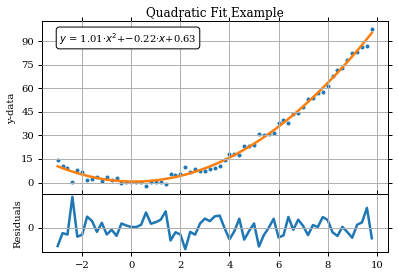 Quadratic Fit Example
y = 1.01·x²+−0.22·x+0.63
90
75
60
45
30
15
0
y-data
0
Residuals
−2 0 2 4 6 8 10